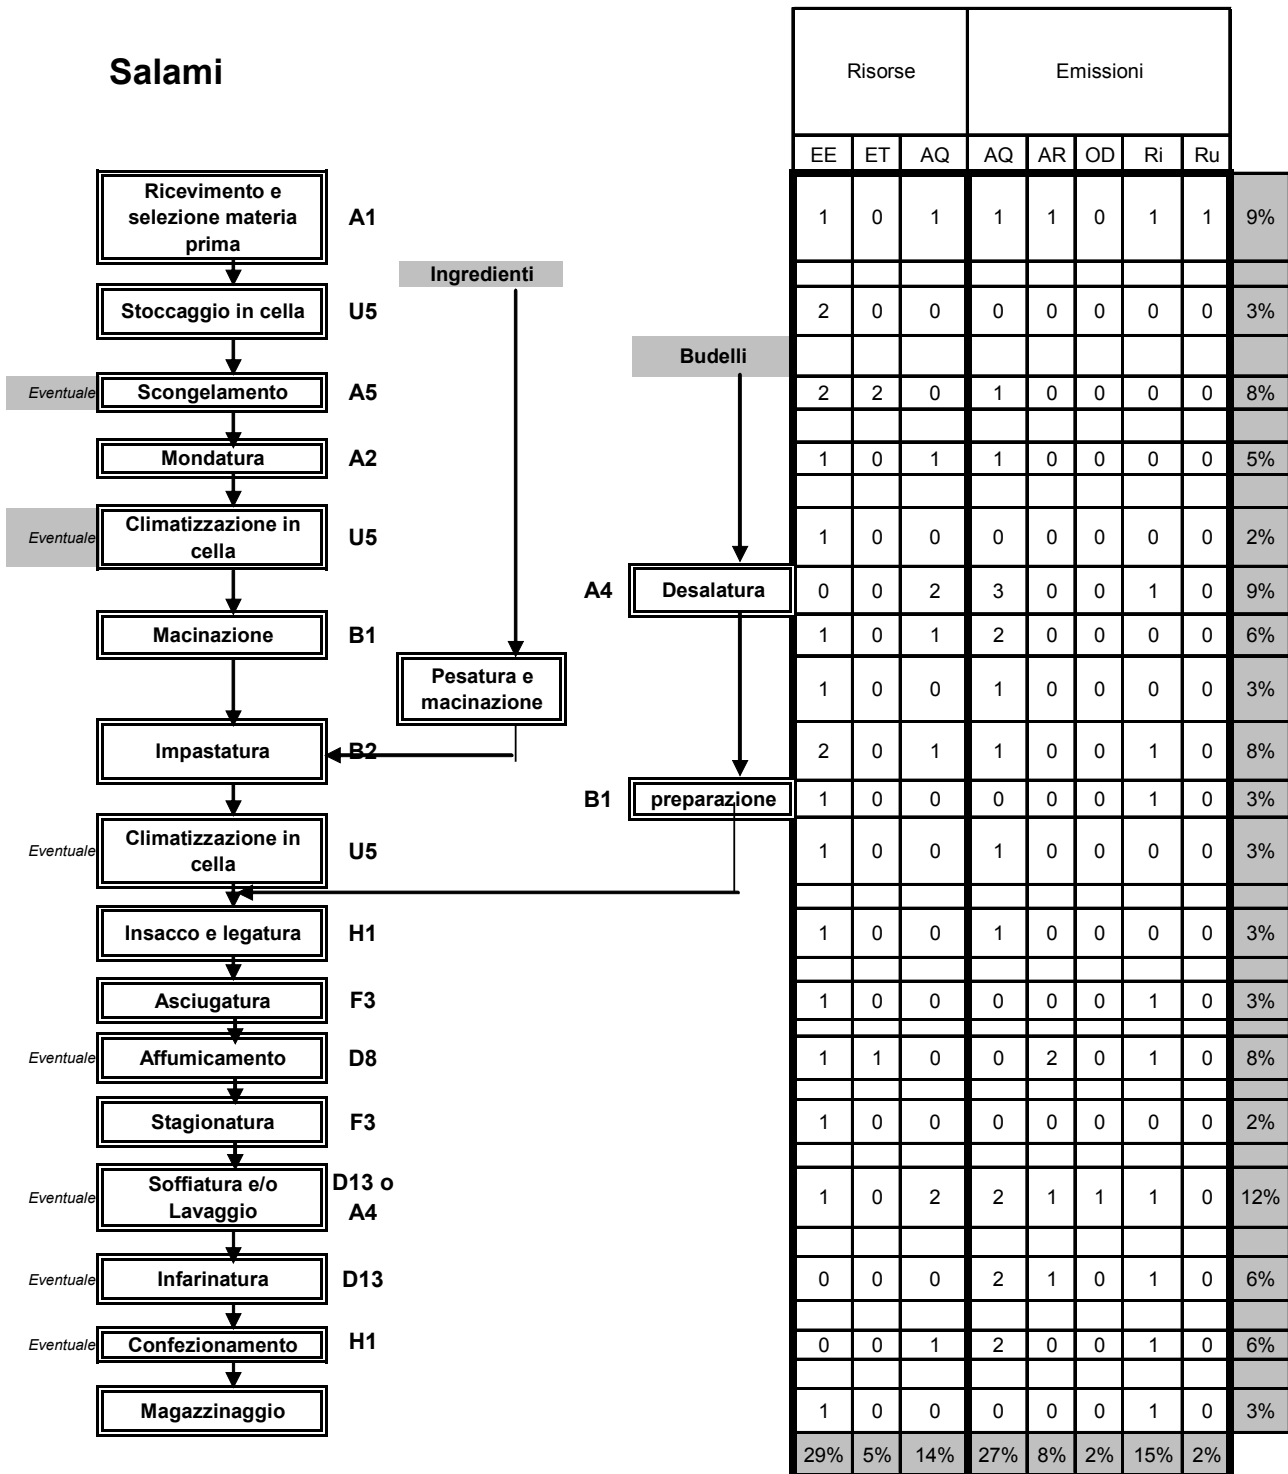 Salami
Risorse Emissioni
EE ET AQ AQ AR OD Ri Ru
Ricevimento e
selezione materia
prima
A1
1 0 1 1 1 0 1 1 9%
Ingredienti
Stoccaggio in cella U5
2 0 0 0 0 0 0 0 3%
Budelli
Eventuale Scongelamento A5
2 2 0 1 0 0 0 0 8%
Mondatura A2
1 0 1 1 0 0 0 0 5%
Eventuale
Climatizzazione in
cella
U5
1 0 0 0 0 0 0 0 2%
A4 Desalatura
0 0 2 3 0 0 1 0 9%
Macinazione B1
1 0 1 2 0 0 0 0 6%
Pesatura e
macinazione
1 0 0 1 0 0 0 0 3%
Impastatura B2
2 0 1 1 0 0 1 0 8%
B1 preparazione
1 0 0 0 0 0 1 0 3%
Eventuale
Climatizzazione in
cella
U5
1 0 0 1 0 0 0 0 3%
Insacco e legatura H1
1 0 0 1 0 0 0 0 3%
Asciugatura F3
1 0 0 0 0 0 1 0 3%
Eventuale Affumicamento D8
1 1 0 0 2 0 1 0 8%
Stagionatura F3
1 0 0 0 0 0 0 0 2%
Eventuale
Soffiatura e/o
Lavaggio
D13 o
A4
1 0 2 2 1 1 1 0 12%
Eventuale Infarinatura D13
0 0 0 2 1 0 1 0 6%
Eventuale Confezionamento H1
0 0 1 2 0 0 1 0 6%
Magazzinaggio
1 0 0 0 0 0 1 0 3%
29% 5% 14% 27% 8% 2% 15% 2%